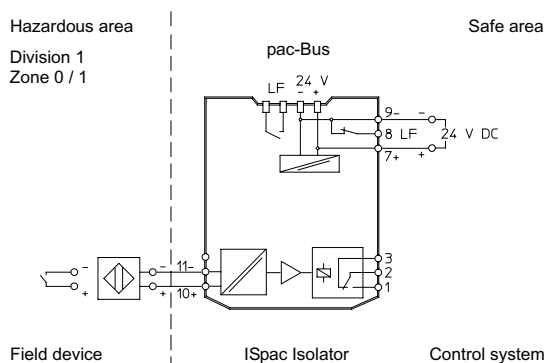 Hazardous area
Safe area
Division 1
Zone 0 / 1
pac-Bus
LF 24 V
- +
9- -
8 LF 24 V DC
7+ +
3
- - 11- 2
+ + 10+ 1
Field device
ISpac Isolator
Control system